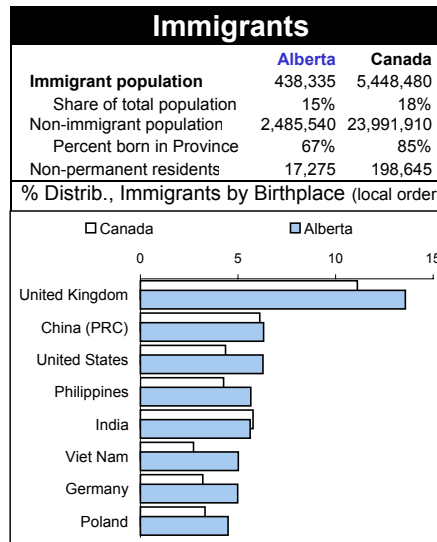 Immigrants
Alberta Canada
Immigrant population 438,335 5,448,480
Share of total population 15% 18%
Non-immigrant population 2,485,540 23,991,910
Percent born in Province 67% 85%
Non-permanent residents 17,275 198,645
% Distrib., Immigrants by Birthplace (local order
Canada Alberta
0 5 10 15
United Kingdom
China (PRC)
United States
Philippines
India
Viet Nam
Germany
Poland